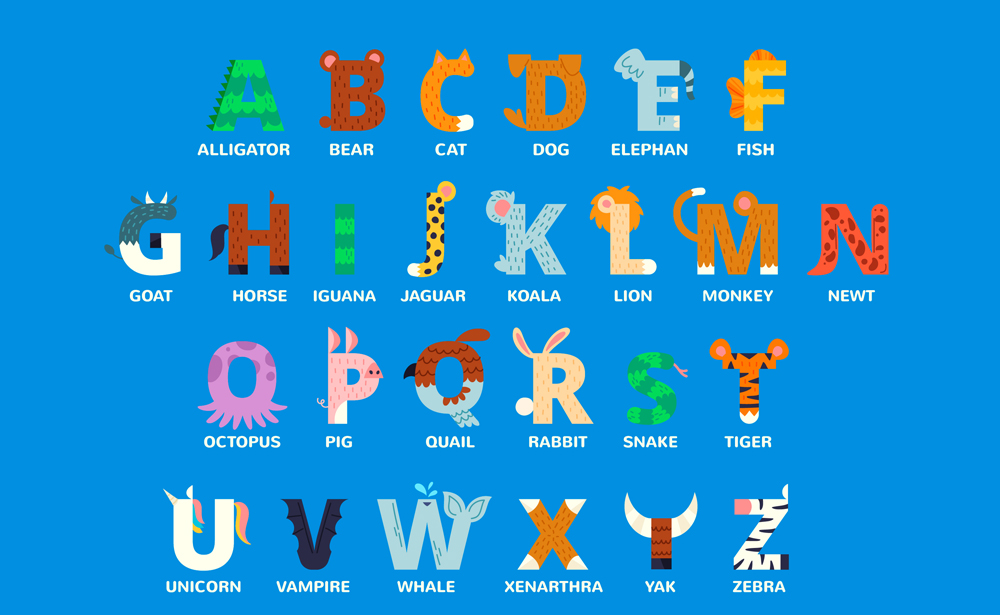 A B C D E F
ALLIGATOR BEAR CAT DOG ELEPHAN FISH
G H I J K L M N
GOAT HORSE IGUANA JAGUAR KOALA LION MONKEY NEWT
O P Q R S T
OCTOPUS PIG QUAIL RABBIT SNAKE TIGER
U V W X Y Z
UNICORN VAMPIRE WHALE XENARTHRA YAK ZEBRA